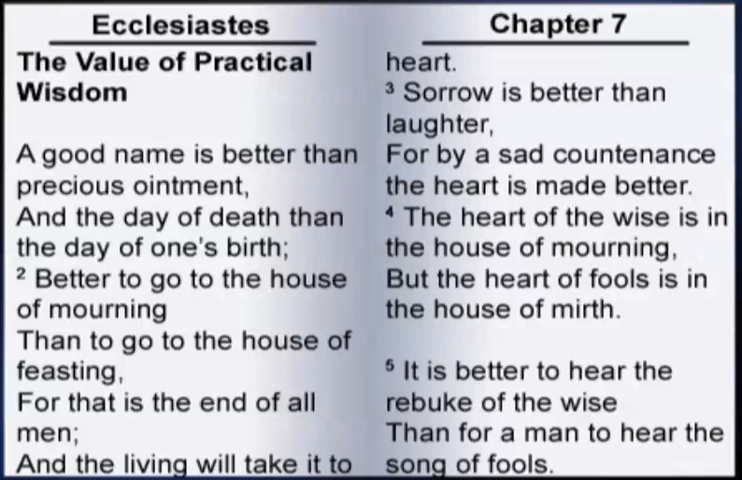 Ecclesiastes
The Value of Practical
Wisdom
A good name is better than
precious ointment,
And the day of death than
the day of one's birth;
² Better to go to the house
of mourning
Than to go to the house of
feasting,
For that is the end of all
men;
And the living will take it to
Chapter 7
heart.
³ Sorrow is better than
laughter,
For by a sad countenance
the heart is made better.
⁴ The heart of the wise is in
the house of mourning,
But the heart of fools is in
the house of mirth.
⁵ It is better to hear the
rebuke of the wise
Than for a man to hear the
song of fools.